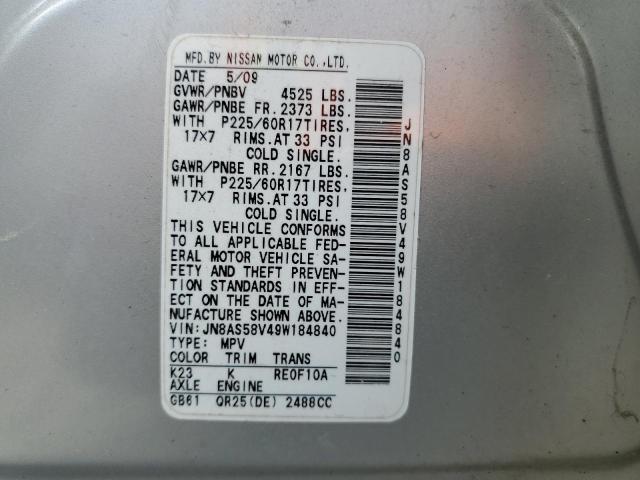 MFD.BY NISSAN MOTOR CO.,LTD.
DATE 5/09
GVWR/PNBV 4525 LBS.
GAWR/PNBE FR. 2373 LBS.
WITH P225/60R17TIRES,
17×7 RIMS.AT 33 PSI
COLD SINGLE.
GAWR/PNBE RR. 2167 LBS.
WITH P225/60R17TIRES,
17×7 RIMS.AT 33 PSI
COLD SINGLE.
THIS VEHICLE CONFORMS
TO ALL APPLICABLE FED-
ERAL MOTOR VEHICLE SA-
FETY AND THEFT PREVEN-
TION STANDARDS IN EFF-
ECT ON THE DATE OF MA-
NUFACTURE SHOWN ABOVE.
VIN: JN8AS58V49W184840
TYPE: MPV
COLOR TRIM TRANS
K23 K RE0F10A
AXLE ENGINE
GB61 QR25(DE) 2488CC
JN8AS58V49W184840